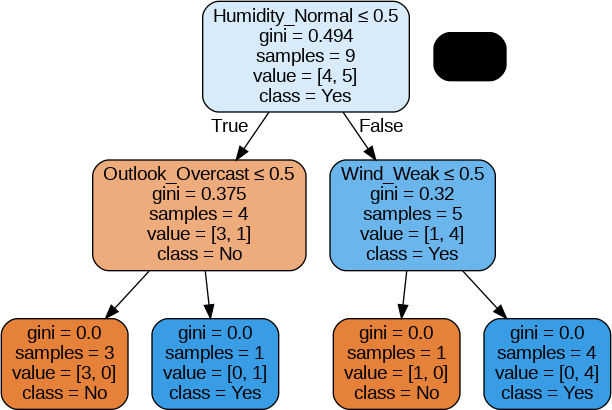 Humidity_Normal ≤ 0.5
gini = 0.494
samples = 9
value = [4, 5]
class = Yes
True
False
Outlook_Overcast ≤ 0.5
gini = 0.375
samples = 4
value = [3, 1]
class = No
Wind_Weak ≤ 0.5
gini = 0.32
samples = 5
value = [1, 4]
class = Yes
gini = 0.0
samples = 3
value = [3, 0]
class = No
gini = 0.0
samples = 1
value = [0, 1]
class = Yes
gini = 0.0
samples = 1
value = [1, 0]
class = No
gini = 0.0
samples = 4
value = [0, 4]
class = Yes